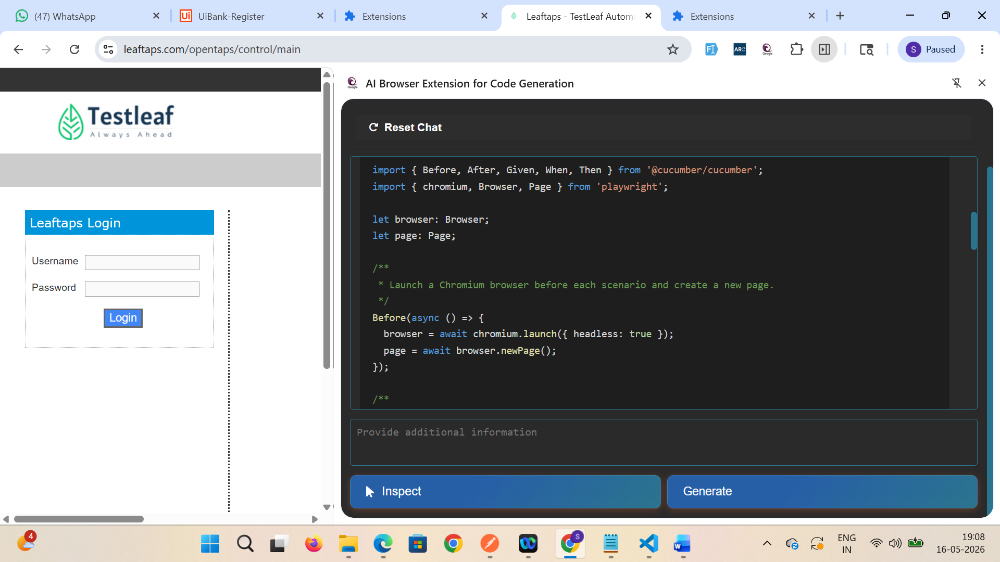 (47) WhatsApp
UiBank-Register
Extensions
Leaftaps - TestLeaf Autom
Extensions
leaftaps.com/opentaps/control/main
S Paused
Testleaf
Always Ahead
Leaftaps Login
Username
Password
Login
Qeagle AI Browser Extension for Code Generation
Reset Chat
import { Before, After, Given, When, Then } from '@cucumber/cucumber';
import { chromium, Browser, Page } from 'playwright';
let browser: Browser;
let page: Page;
/**
* Launch a Chromium browser before each scenario and create a new page.
*/
Before(async () => {
browser = await chromium.launch({ headless: true });
page = await browser.newPage();
});
/**
Provide additional information
Inspect
Generate
4
S
ENG
IN
19:08
16-05-2026